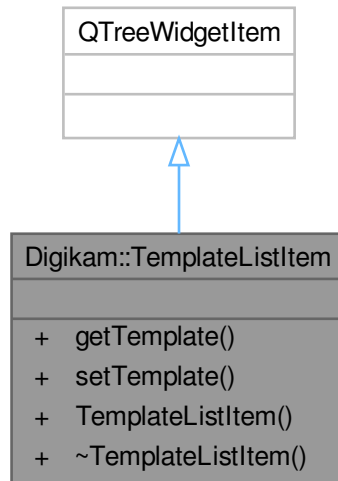 QTreeWidgetItem
Digikam::TemplateListItem
+ getTemplate()
+ setTemplate()
+ TemplateListItem()
+ ~TemplateListItem()